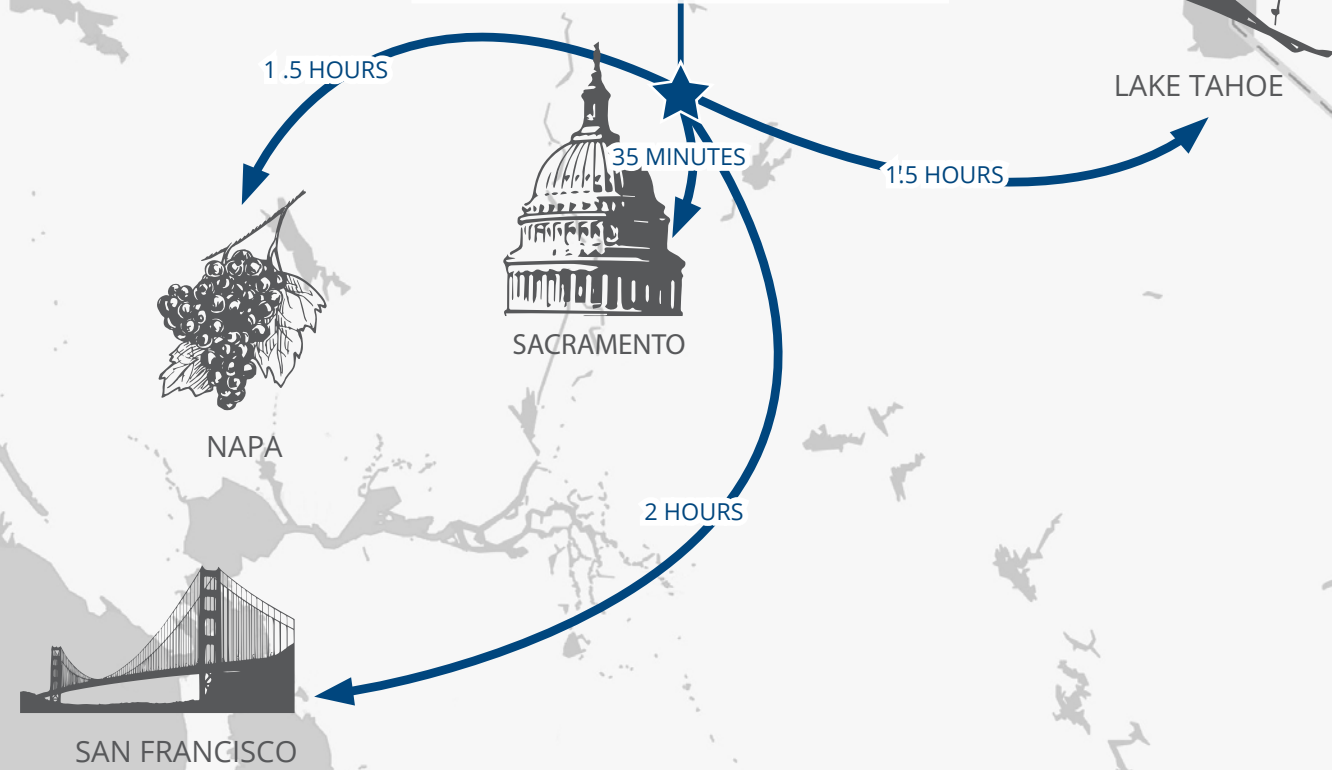 1.5 HOURS
LAKE TAHOE
35 MINUTES
1.5 HOURS
SACRAMENTO
NAPA
2 HOURS
SAN FRANCISCO